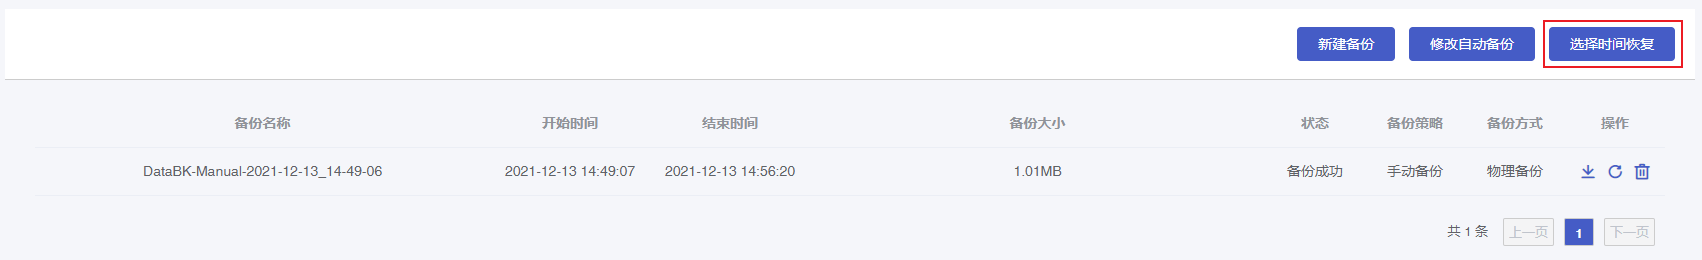 新建备份 修改自动备份 选择时间恢复
备份名称 开始时间 结束时间 备份大小 状态 备份策略 备份方式 操作
DataBK-Manual-2021-12-13_14-49-06 2021-12-13 14:49:07 2021-12-13 14:56:20 1.01MB 备份成功 手动备份 物理备份
共 1 条 上一页 1 下一页